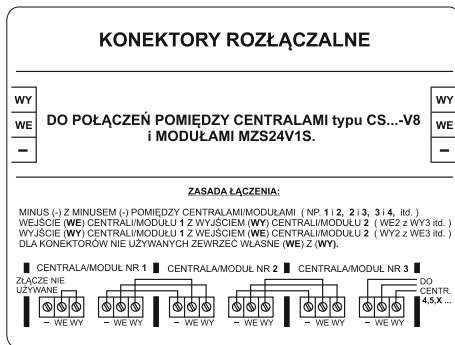 KONEKTORY ROZŁĄCZALNE
WY
WE
–
DO POŁĄCZEŃ POMIĘDZY CENTRALAMI typu CS...-V8
i MODUŁAMI MZS24V1S.
WY
WE
–
ZASADA ŁĄCZENIA:
MINUS (-) Z MINUSEM (-) POMIĘDZY CENTRALAMI/MODUŁAMI ( NP. 1 i 2, 2 i 3, 3 i 4, itd. )
WEJŚCIE (WE) CENTRALI/MODUŁU 1 Z WYJŚCIEM (WY) CENTRALI/MODUŁU 2 ( WE2 z WY3 itd. )
WYJŚCIE (WY) CENTRALI/MODUŁU 1 Z WEJŚCIEM (WE) CENTRALI/MODUŁU 2 ( WY2 z WE3 itd. )
DLA KONEKTORÓW NIE UŻYWANYCH ZEWRZEĆ WŁASNE (WE) Z (WY).
CENTRALA/MODUŁ NR 1 CENTRALA/MODUŁ NR 2 CENTRALA/MODUŁ NR 3
ZŁĄCZE NIE
UŻYWANE
DO
CENTR.
4,5,X ...
– WE WY – WE WY – WE WY – WE WY – WE WY – WE WY